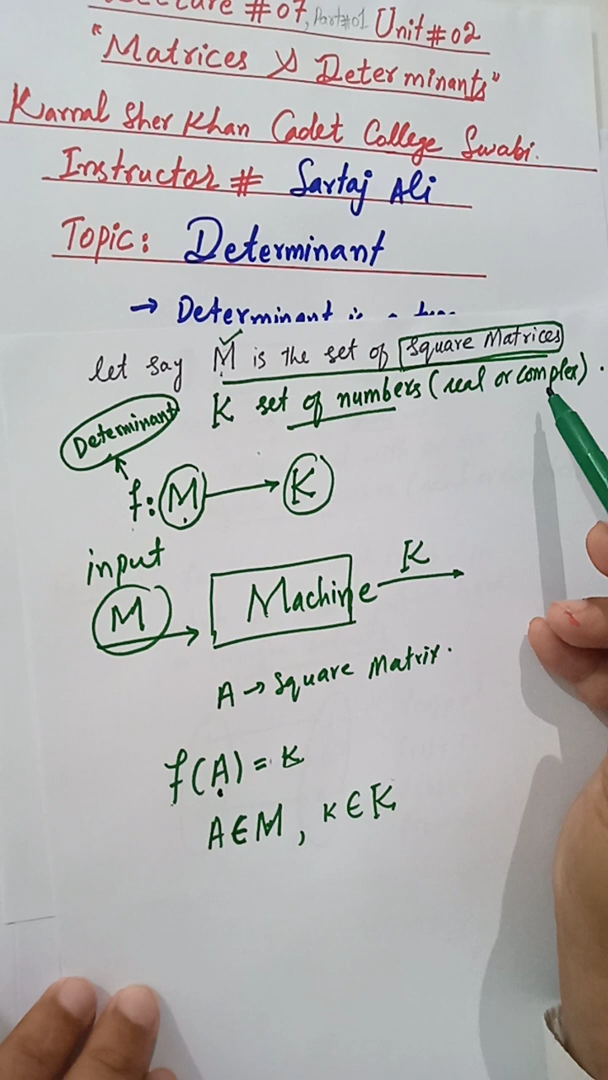 Lecture #07, Part#01 Unit#02
"Matrices & Determinants"
Karnal Sher Khan Cadet College Swabi.
Instructor # Sartaj Ali
Topic: Determinant
→ Determinant is a
let say M is the set of Square Matrices
K set of numbers (real or complex).
Determinant
f: M → K
input
M → Machine K
A → Square Matrix.
f(A) = k
A ∈ M, k ∈ K